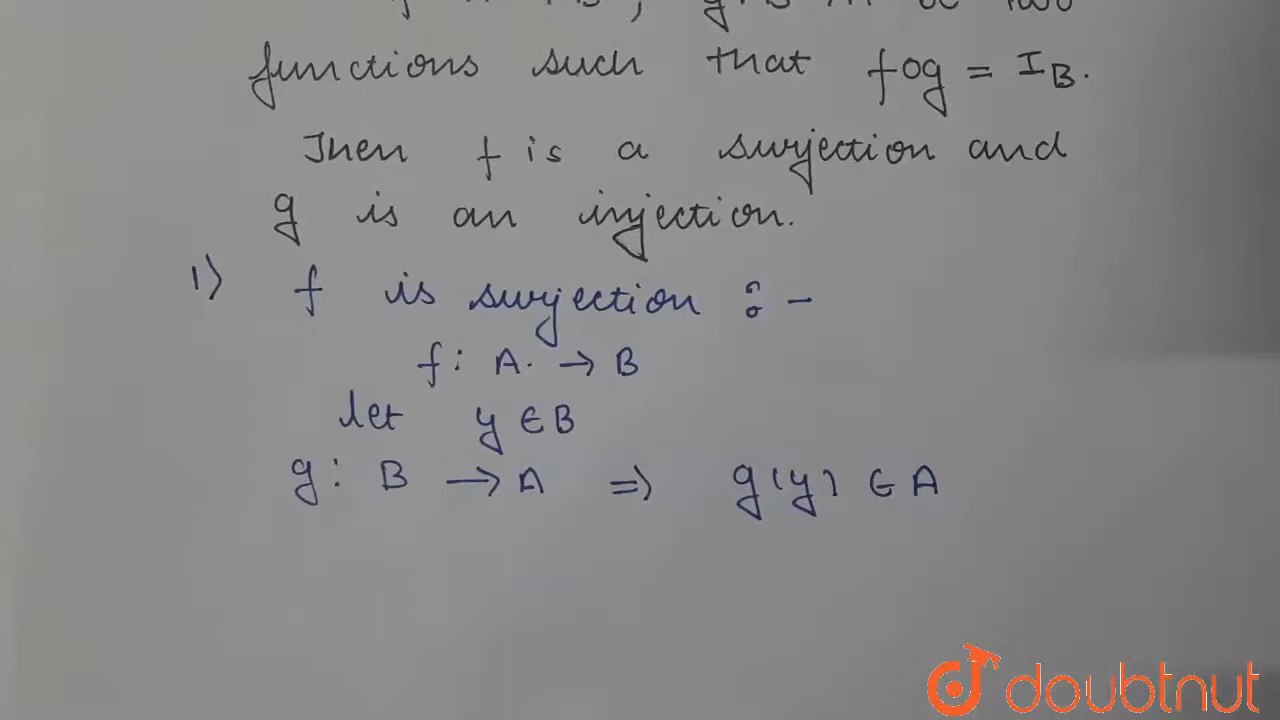 functions such that fog = I_B.
Then f is a surjection and
g is an injection.
1) f is surjection :-
f : A. → B
let y ∈ B
g : B → A ⇒ g(y) ∈ A
doubtnut